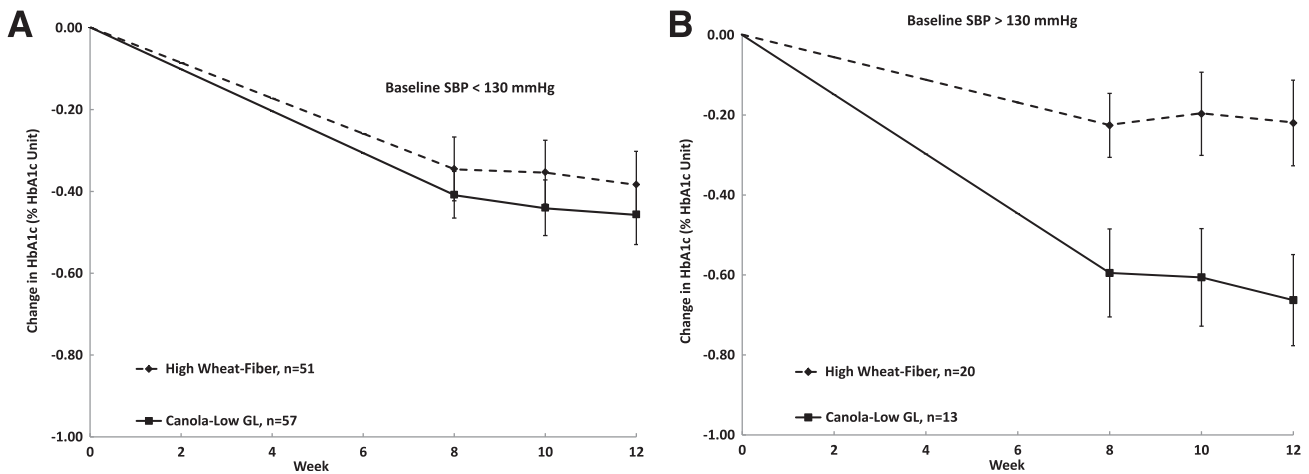 A
0.00
-0.20
-0.40
-0.60
-0.80
-1.00
Change in HbA1c (% HbA1c Unit)
Baseline SBP < 130 mmHg
High Wheat-Fiber, n=51
Canola-Low GL, n=57
0 2 4 6 8 10 12
Week
B
Baseline SBP > 130 mmHg
0.00
-0.20
-0.40
-0.60
-0.80
-1.00
Change in HbA1c (% HbA1c Unit)
High Wheat-Fiber, n=20
Canola-Low GL, n=13
0 2 4 6 8 10 12
Week